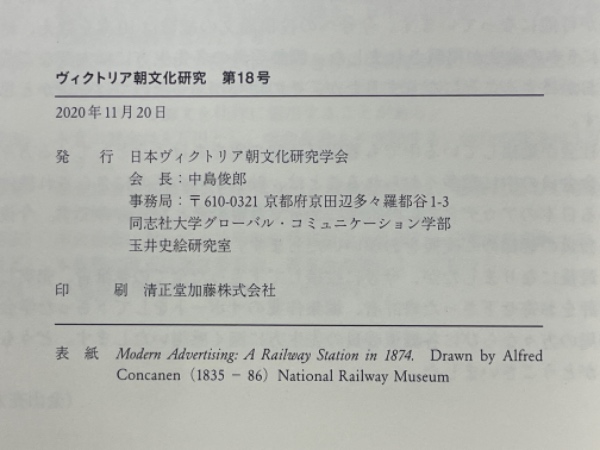 ヴィクトリア朝文化研究 第18号
2020年11月20日
発 行 日本ヴィクトリア朝文化研究学会
会 長：中島俊郎
事務局：〒610-0321 京都府京田辺多々羅都谷1-3
同志社大学グローバル・コミュニケーション学部
玉井史絵研究室
印 刷 清正堂加藤株式会社
表 紙 Modern Advertising: A Railway Station in 1874. Drawn by Alfred
Concanen (1835 – 86) National Railway Museum